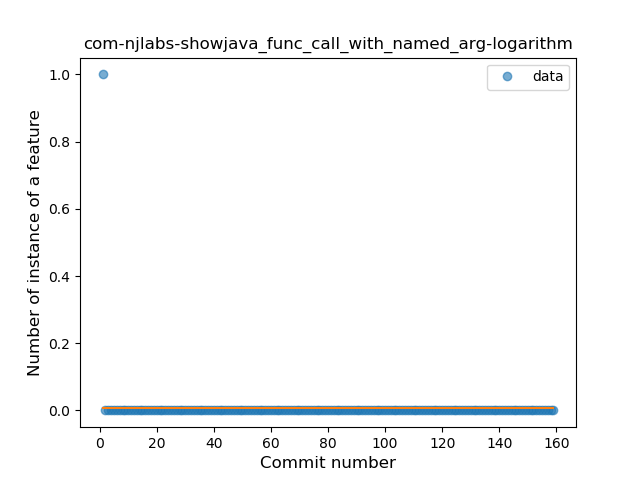 com-njlabs-showjava_func_call_with_named_arg-logarithm
data
Number of instance of a feature
1.0
0.8
0.6
0.4
0.2
0.0
0 20 40 60 80 100 120 140 160
Commit number